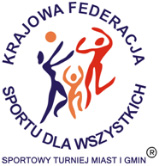 KRAJOWA FEDERACJA
SPORTU DLA WSZYSTKICH
SPORTOWY TURNIEJ MIAST I GMIN
®